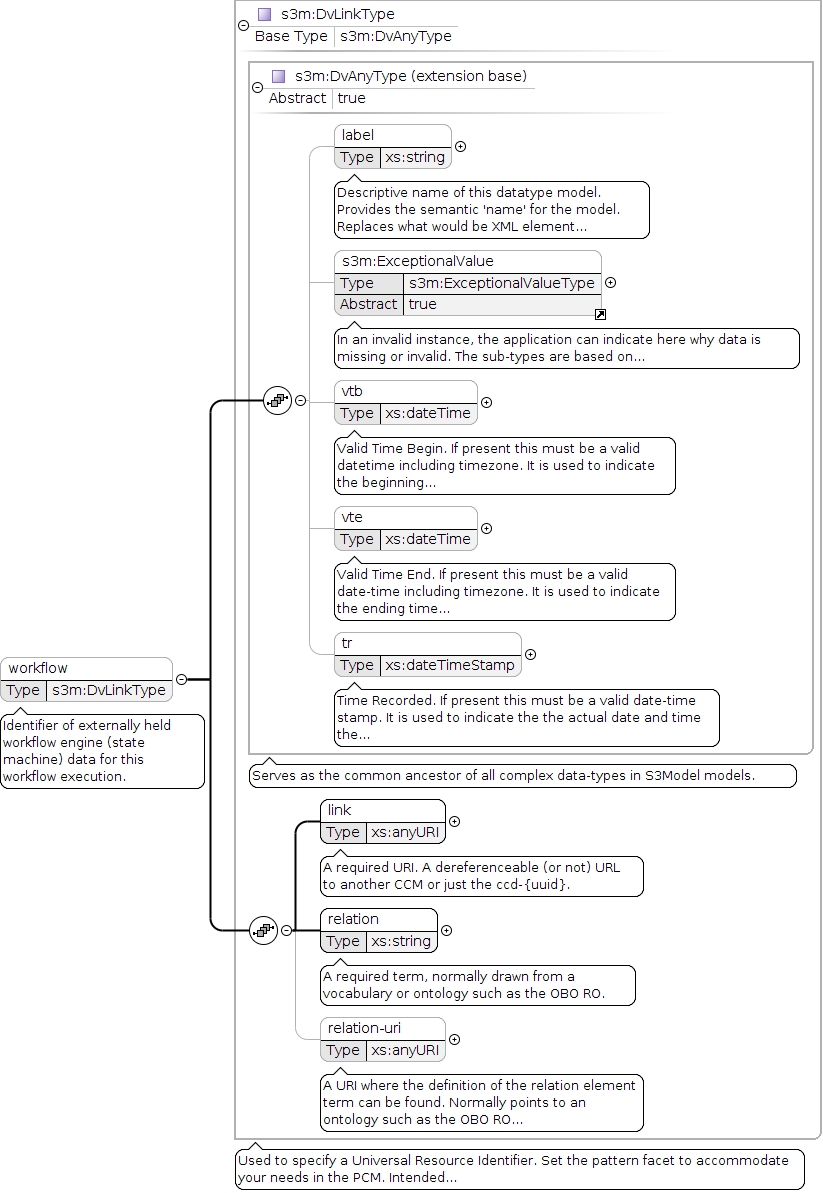 s3m:DvLinkType
Base Type s3m:DvAnyType
s3m:DvAnyType (extension base)
Abstract true
label
Type xs:string
Descriptive name of this datatype model.
Provides the semantic 'name' for the model.
Replaces what would be XML element...
s3m:ExceptionalValue
Type s3m:ExceptionalValueType
Abstract true
In an invalid instance, the application can indicate here why data is
missing or invalid. The sub-types are based on...
vtb
Type xs:dateTime
Valid Time Begin. If present this must be a valid
datetime including timezone. It is used to indicate
the beginning...
vte
Type xs:dateTime
Valid Time End. If present this must be a valid
date-time including timezone. It is used to indicate
the ending time...
tr
Type xs:dateTimeStamp
Time Recorded. If present this must be a valid date-time
stamp. It is used to indicate the the actual date and time
the...
workflow
Type s3m:DvLinkType
Identifier of externally held
workflow engine (state
machine) data for this
workflow execution.
Serves as the common ancestor of all complex data-types in S3Model models.
link
Type xs:anyURI
A required URI. A dereferenceable (or not) URL
to another CCM or just the ccd-{uuid}.
relation
Type xs:string
A required term, normally drawn from a
vocabulary or ontology such as the OBO RO.
relation-uri
Type xs:anyURI
A URI where the definition of the relation element
term can be found. Normally points to an
ontology such as the OBO RO...
Used to specify a Universal Resource Identifier. Set the pattern facet to accommodate
your needs in the PCM. Intended...